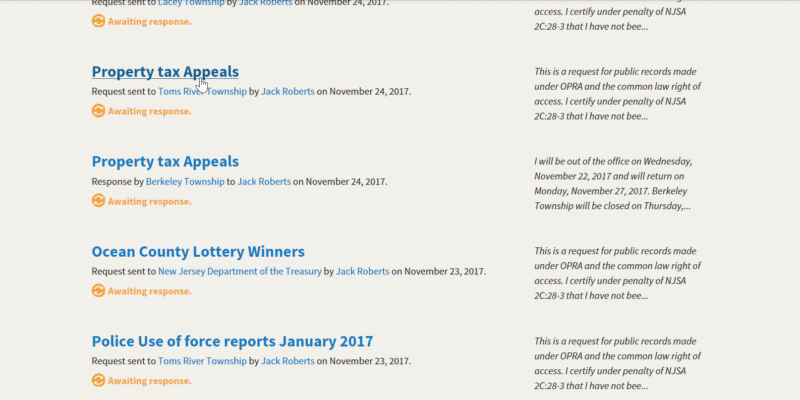 Request sent to Lacey Township by Jack Roberts on November 24, 2017.
Awaiting response.
access. I certify under penalty of NJSA
2C:28-3 that I have not bee...
Property tax Appeals
Request sent to Toms River Township by Jack Roberts on November 24, 2017.
Awaiting response.
This is a request for public records made
under OPRA and the common law right of
access. I certify under penalty of NJSA
2C:28-3 that I have not bee...
Property tax Appeals
Response by Berkeley Township to Jack Roberts on November 24, 2017.
Awaiting response.
I will be out of the office on Wednesday,
November 22, 2017 and will return on
Monday, November 27, 2017. Berkeley
Township will be closed on Thursday,...
Ocean County Lottery Winners
Request sent to New Jersey Department of the Treasury by Jack Roberts on November 23, 2017.
Awaiting response.
This is a request for public records made
under OPRA and the common law right of
access. I certify under penalty of NJSA
2C:28-3 that I have not bee...
Police Use of force reports January 2017
Request sent to Toms River Township by Jack Roberts on November 23, 2017.
Awaiting response.
This is a request for public records made
under OPRA and the common law right of
access. I certify under penalty of NJSA
2C:28-3 that I have not bee...